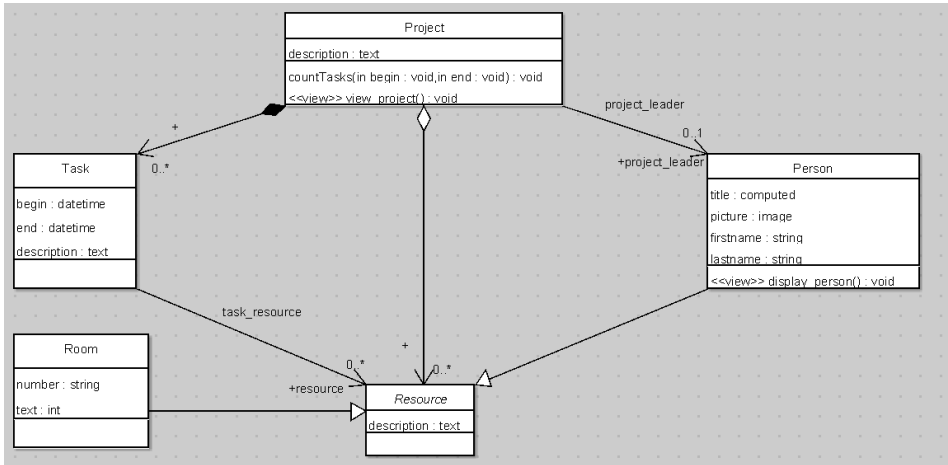 Project
description : text
countTasks(in begin : void,in end : void) : void
<<view>> view_project() : void
project_leader
0..1
+project_leader
+
0..*
Task
begin : datetime
end : datetime
description : text
Person
title : computed
picture : image
firstname : string
lastname : string
<<view>> display_person() : void
task_resource
0..*
+resource
+
0..*
Room
number : string
text : int
Resource
description : text